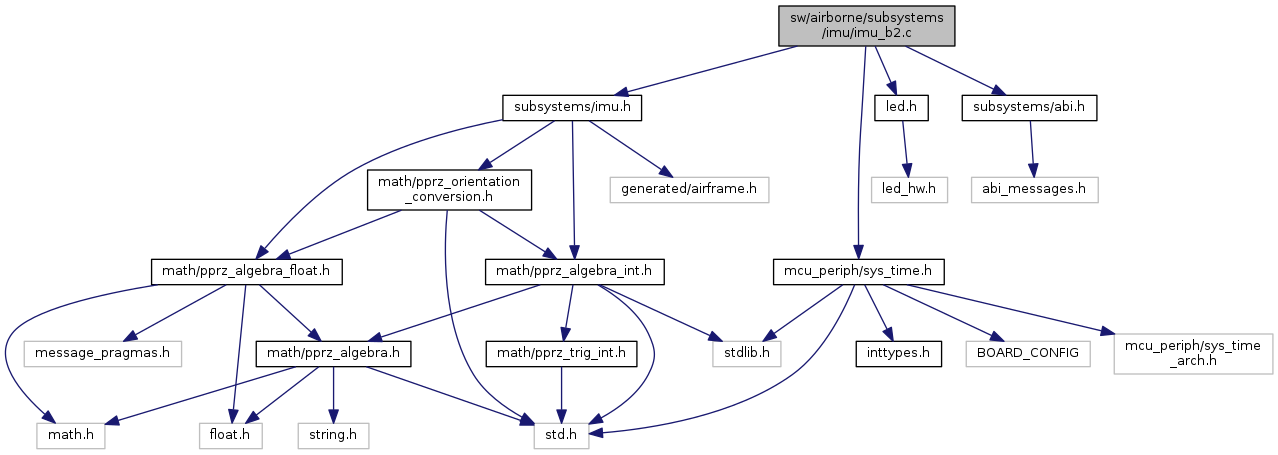 sw/airborne/subsystems
/imu/imu_b2.c
subsystems/imu.h
led.h
subsystems/abi.h
math/pprz_orientation
_conversion.h
generated/airframe.h
led_hw.h
abi_messages.h
math/pprz_algebra_float.h
math/pprz_algebra_int.h
mcu_periph/sys_time.h
message_pragmas.h
math/pprz_algebra.h
math/pprz_trig_int.h
stdlib.h
inttypes.h
BOARD_CONFIG
mcu_periph/sys_time
_arch.h
math.h
float.h
string.h
std.h